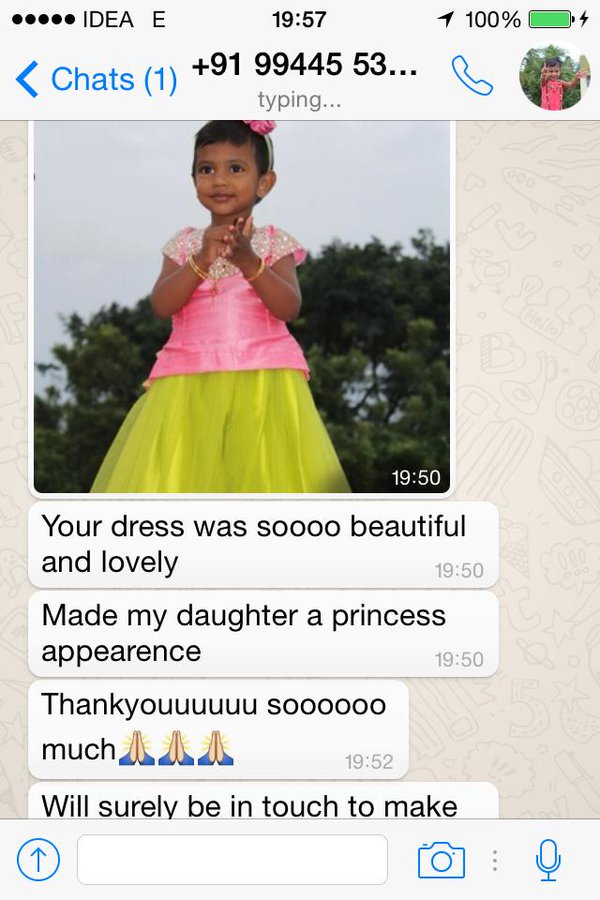 IDEA E 19:57 100%
Chats (1) +91 99445 53...
typing...
19:50
Your dress was soooo beautiful
and lovely
19:50
Made my daughter a princess
appearence
19:50
Thankyouuuuuu soooooo
much🙏🙏🙏
19:52
Will surely be in touch to make